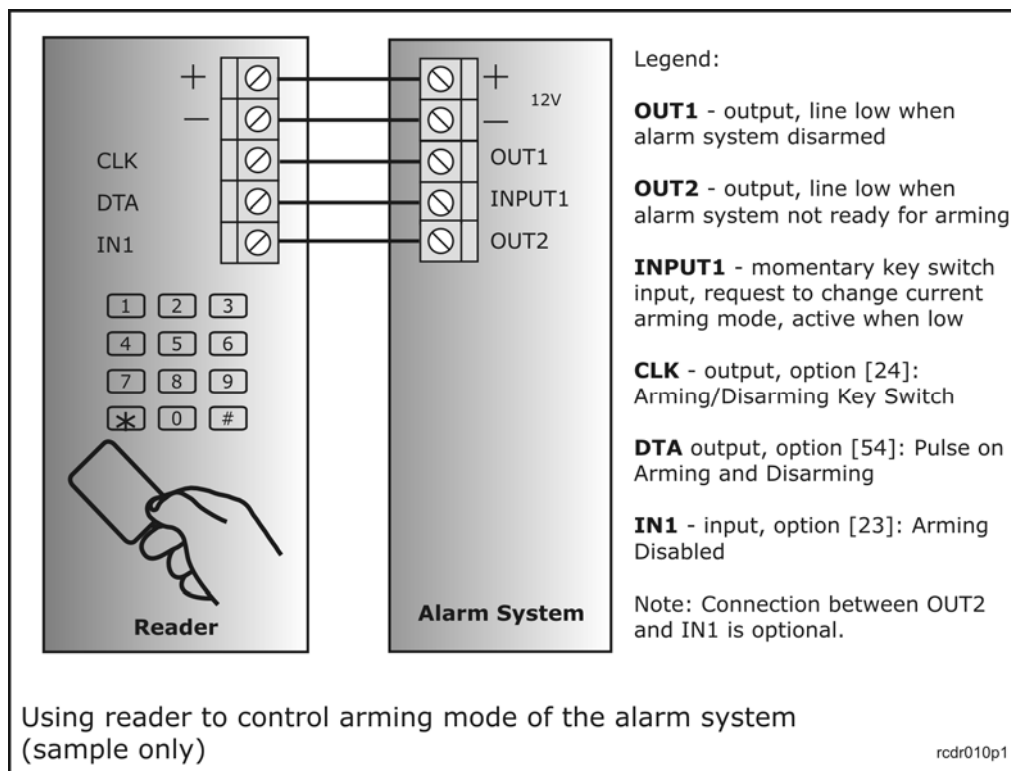 +
−
CLK
DTA
IN1
1 2 3
4 5 6
7 8 9
* 0 #
Reader
+
12V
−
OUT1
INPUT1
OUT2
Alarm System
Legend:
OUT1 - output, line low when
alarm system disarmed
OUT2 - output, line low when
alarm system not ready for arming
INPUT1 - momentary key switch
input, request to change current
arming mode, active when low
CLK - output, option [24]:
Arming/Disarming Key Switch
DTA output, option [54]: Pulse on
Arming and Disarming
IN1 - input, option [23]: Arming
Disabled
Note: Connection between OUT2
and IN1 is optional.
Using reader to control arming mode of the alarm system
(sample only)
rcdr010p1